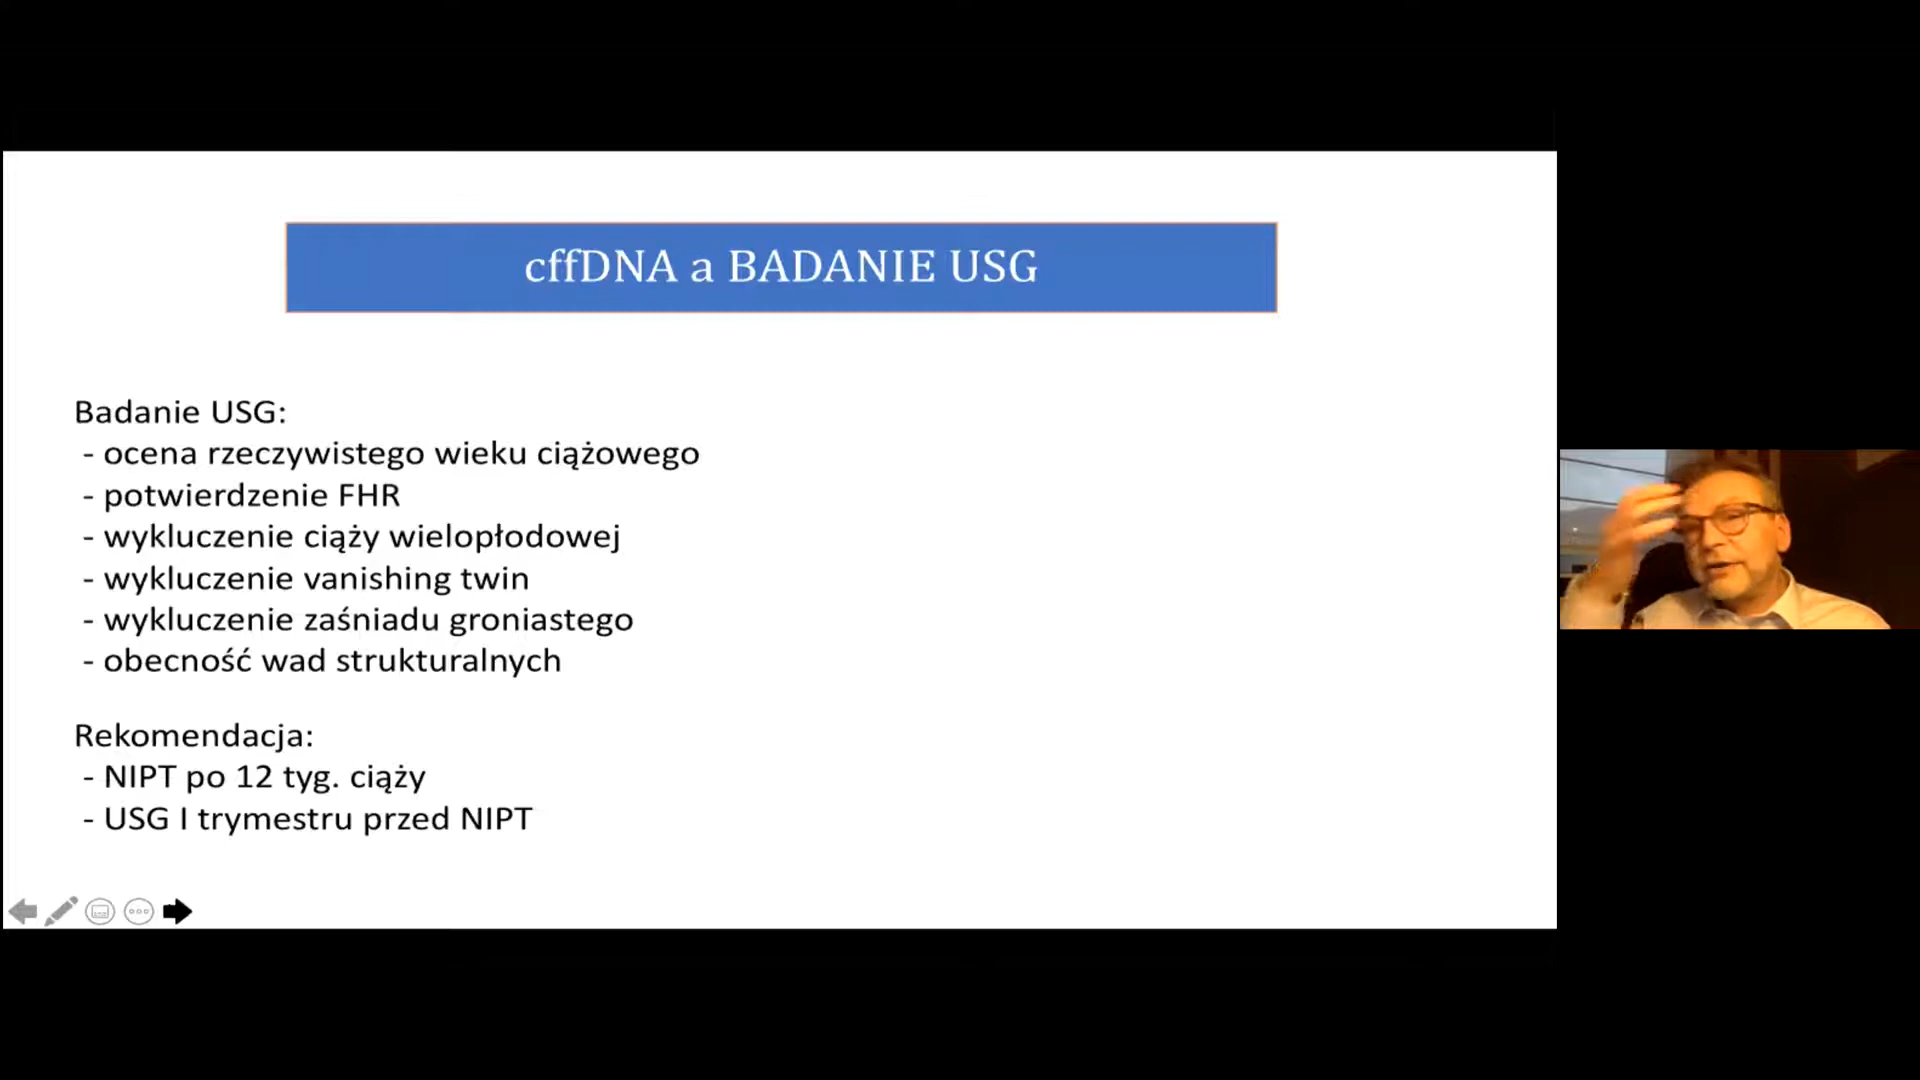 cffDNA a BADANIE USG
Badanie USG:
- ocena rzeczywistego wieku ciążowego
- potwierdzenie FHR
- wykluczenie ciąży wielopłodowej
- wykluczenie vanishing twin
- wykluczenie zaśniadu groniastego
- obecność wad strukturalnych
Rekomendacja:
- NIPT po 12 tyg. ciąży
- USG I trymestru przed NIPT